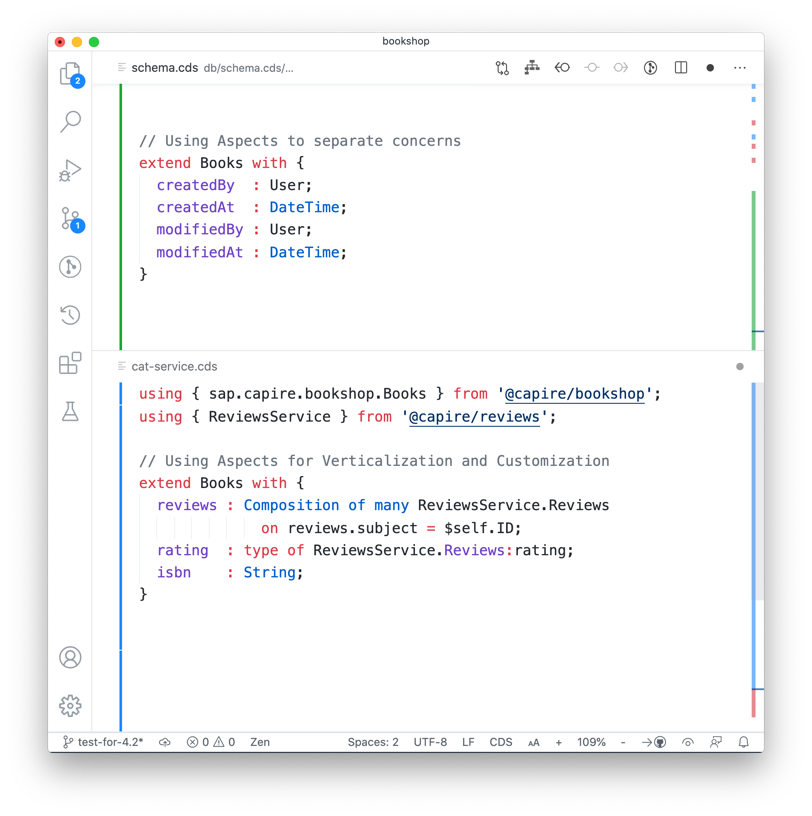 bookshop
schema.cds db/schema.cds/...
2
// Using Aspects to separate concerns
extend Books with {
createdBy : User;
createdAt : DateTime;
modifiedBy : User;
modifiedAt : DateTime;
}
1
cat-service.cds
using { sap.capire.bookshop.Books } from '@capire/bookshop';
using { ReviewsService } from '@capire/reviews';
// Using Aspects for Verticalization and Customization
extend Books with {
reviews : Composition of many ReviewsService.Reviews
on reviews.subject = $self.ID;
rating : type of ReviewsService.Reviews:rating;
isbn : String;
}
test-for-4.2* 0 0 Zen Spaces: 2 UTF-8 LF CDS AA + 109% -